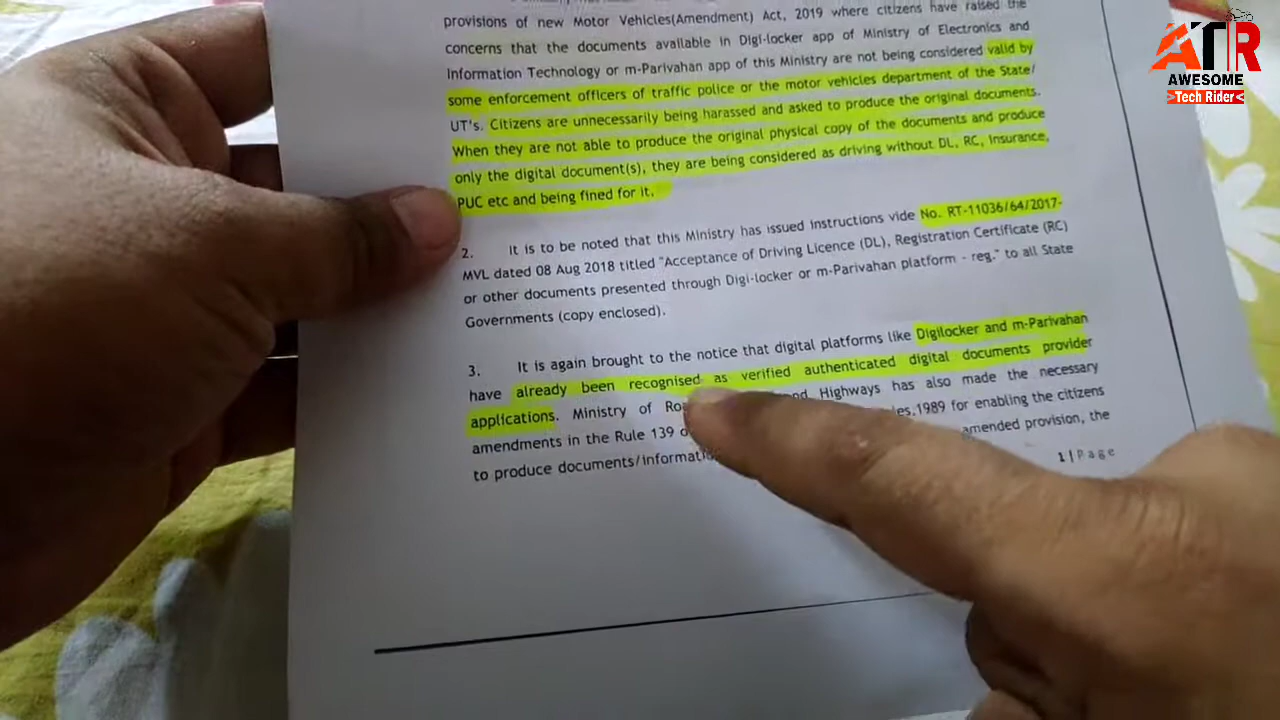 provisions of new Motor Vehicles(Amendment) Act, 2019 where citizens have raised the
concerns that the documents available in Digi-locker app of Ministry of Electronics and
Information Technology or m-Parivahan app of this Ministry are not being considered valid by
some enforcement officers of traffic police or the motor vehicles department of the State/
UT's. Citizens are unnecessarily being harassed and asked to produce the original documents.
When they are not able to produce the original physical copy of the documents and produce
only the digital document(s), they are being considered as driving without DL, RC, Insurance,
PUC etc and being fined for it.
2. It is to be noted that this Ministry has issued instructions vide No. RT-11036/64/2017-
MVL dated 08 Aug 2018 titled "Acceptance of Driving Licence (DL), Registration Certificate (RC)
or other documents presented through Digi-locker or m-Parivahan platform - reg." to all State
Governments (copy enclosed).
3. It is again brought to the notice that digital platforms like Digilocker and m-Parivahan
have already been recognised as verified authenticated digital documents provider
applications. Ministry of and Highways has also made the necessary
amendments in the Rule 139 1989 for enabling the citizens
to produce amended provision, the
1|Page
ATR
AWESOME
>Tech Rider<